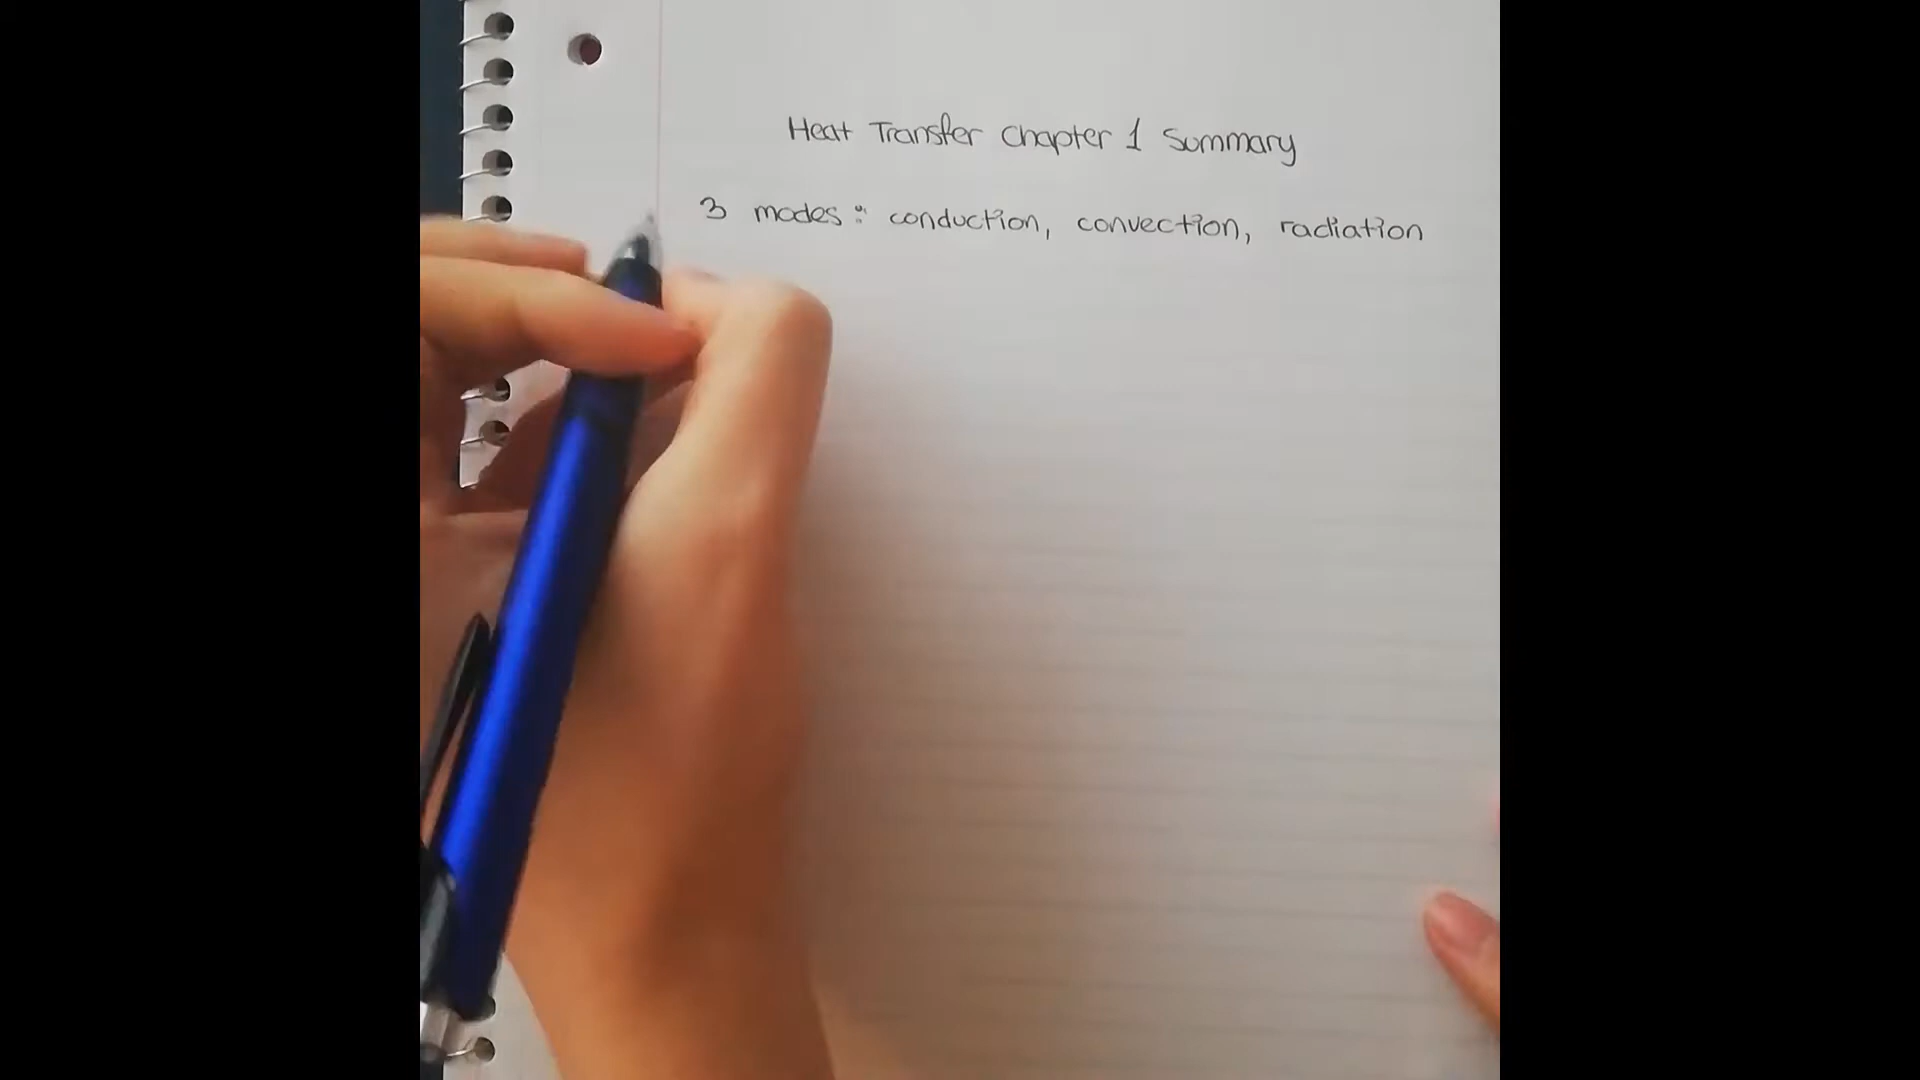 Heat Transfer Chapter 1 Summary
3 modes: conduction, convection, radiation